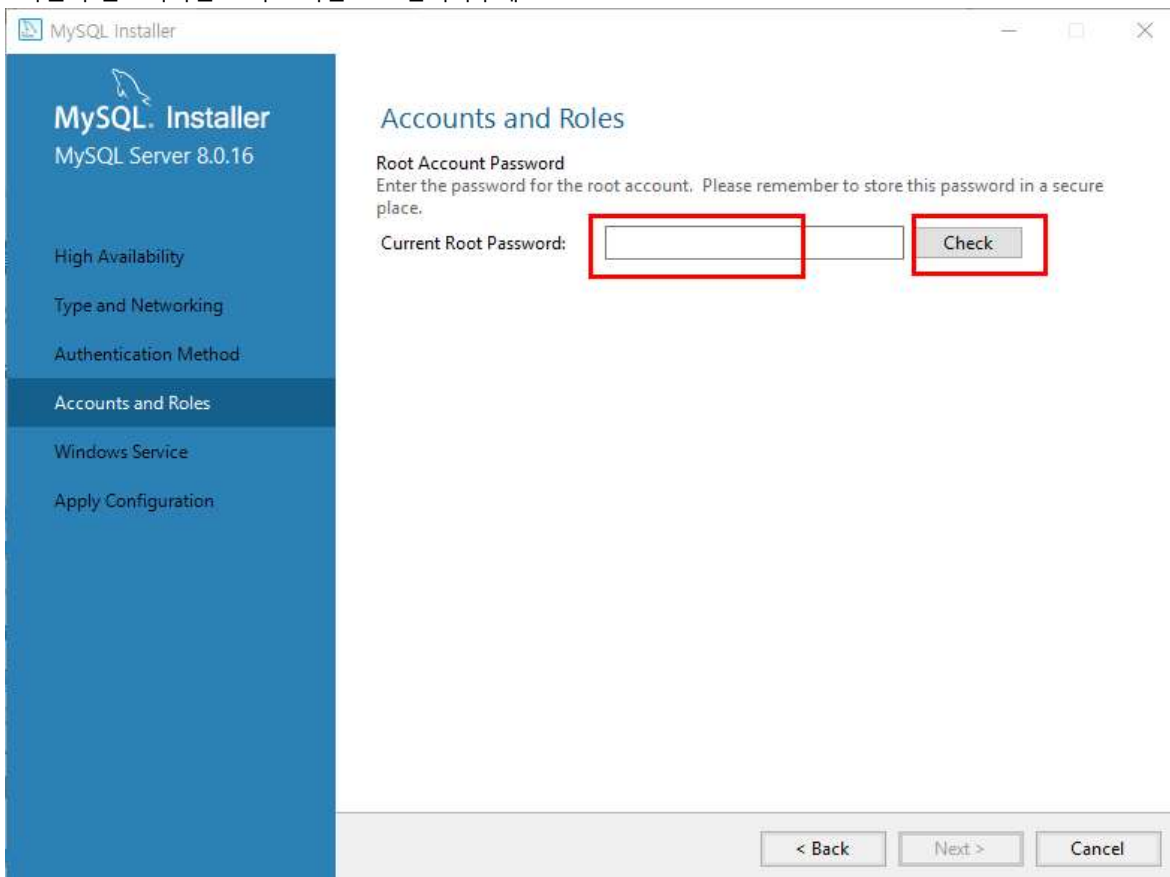 MySQL Installer
MySQL. Installer
MySQL Server 8.0.16
High Availability
Type and Networking
Authentication Method
Accounts and Roles
Windows Service
Apply Configuration
Accounts and Roles
Root Account Password
Enter the password for the root account. Please remember to store this password in a secure
place.
Current Root Password:
Check
< Back
Next >
Cancel